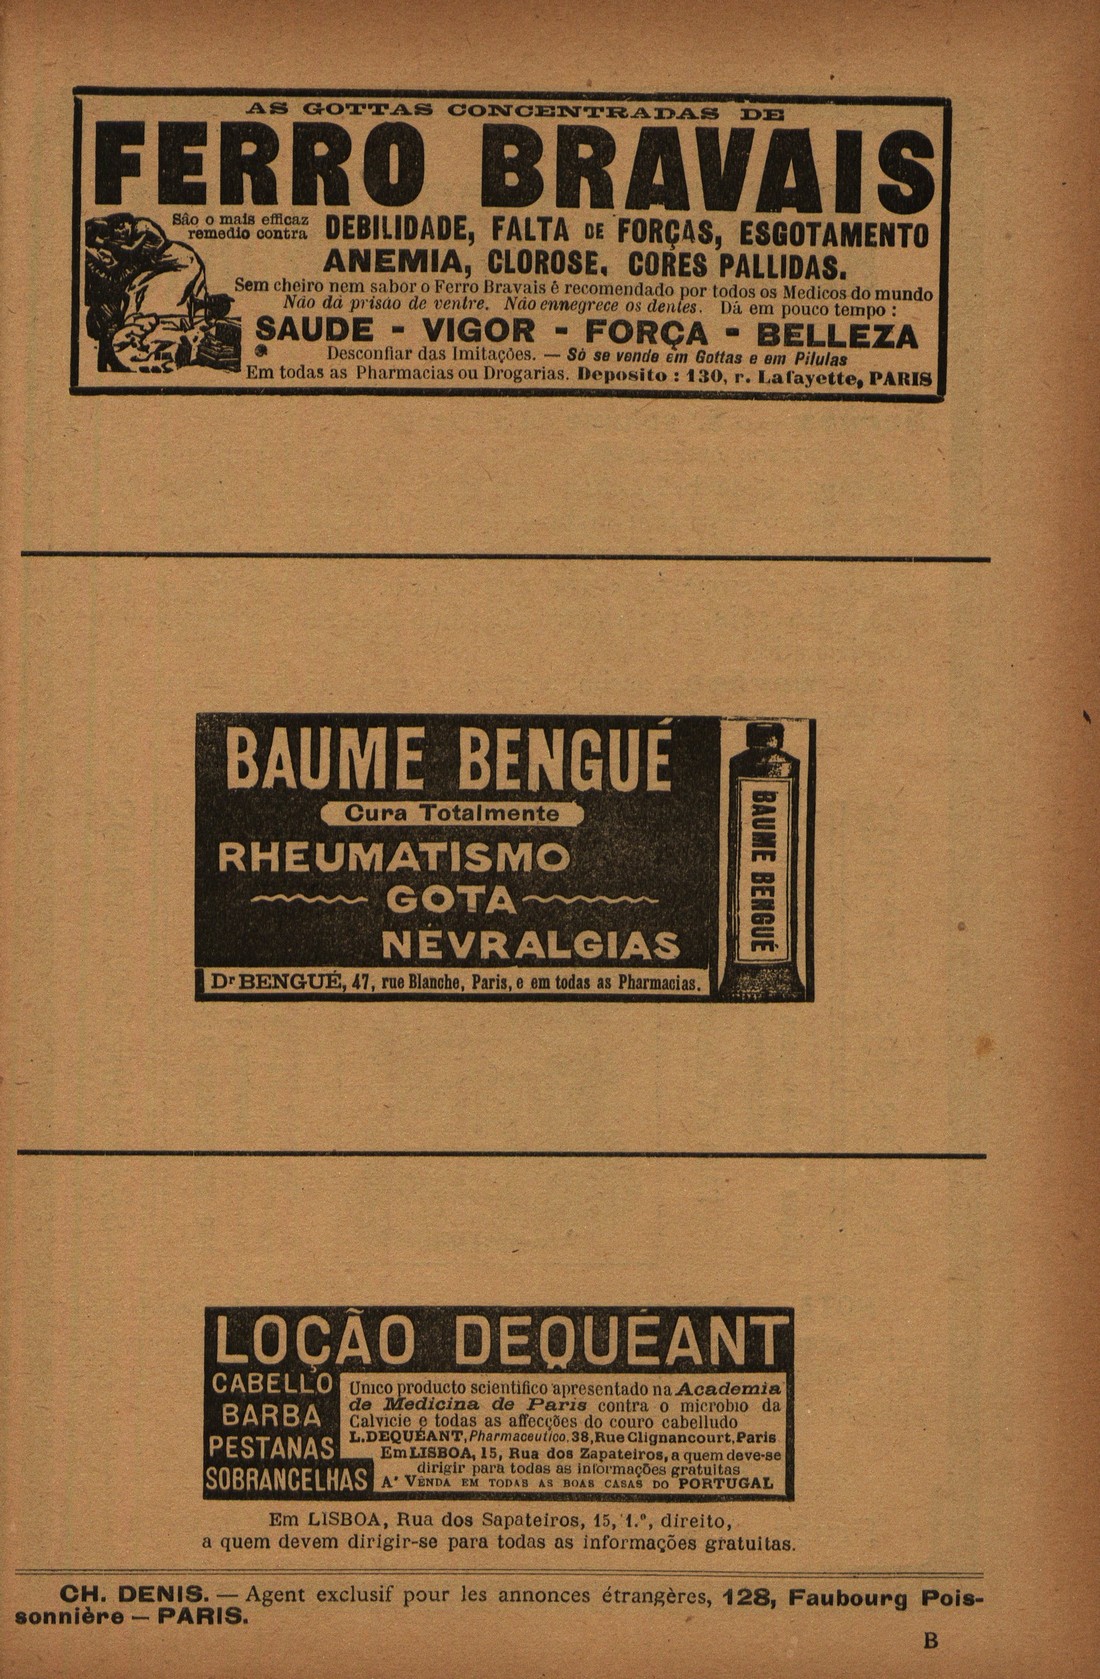 AS GOTTAS CONCENTRADAS DE
FERRO BRAVAIS
São o mais efficaz
remedio contra
DEBILIDADE, FALTA DE FORÇAS, ESGOTAMENTO
ANEMIA, CLOROSE, CORES PALLIDAS.
Sem cheiro nem sabor o Ferro Bravais é recomendado por todos os Medicos do mundo
Não dá prisão de ventre. Não ennegrece os dentes. Dá em pouco tempo :
SAUDE - VIGOR - FORÇA - BELLEZA
Desconfiar das Imitações. — Só se vende em Gottas e em Pilulas
Em todas as Pharmacias ou Drogarias. Deposito : 130, r. Lafayette, PARIS
BAUME BENGUÉ
Cura Totalmente
RHEUMATISMO
GOTA
NEVRALGIAS
Dr BENGUÉ, 47, rue Blanche, Paris, e em todas as Pharmacias.
BAUME BENGUÉ
LOÇÃO DEQUÉANT
CABELLO
BARBA
PESTANAS
SOBRANCELHAS
Unico producto scientifico apresentado na Academia
de Medicina de Paris contra o microbio da
Calvicie e todas as affecções do couro cabelludo
L. DEQUÉANT, Pharmaceutico. 38, Rue Clignancourt, Paris
Em LISBOA, 15, Rua dos Zapateiros, a quem deve-se
dirigir para todas as informações gratuitas
A' VENDA EM TODAS AS BOAS CASAS DO PORTUGAL
Em LISBOA, Rua dos Sapateiros, 15, 1.º, direito,
a quem devem dirigir-se para todas as informações gratuitas.
CH. DENIS. — Agent exclusif pour les annonces étrangères, 128, Faubourg Pois-
sonnière — PARIS.
B